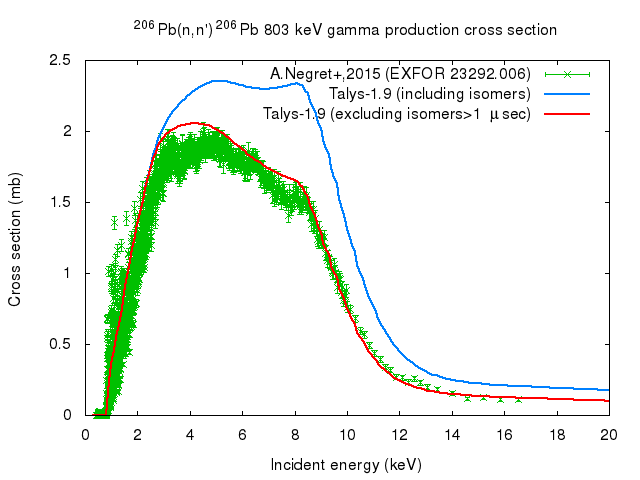 ²⁰⁶Pb(n,n')²⁰⁶Pb 803 keV gamma production cross section
A.Negret+,2015 (EXFOR 23292.006)
Talys-1.9 (including isomers)
Talys-1.9 (excluding isomers>1 μsec)
Cross section (mb)
2.5
2
1.5
1
0.5
0
0 2 4 6 8 10 12 14 16 18 20
Incident energy (keV)